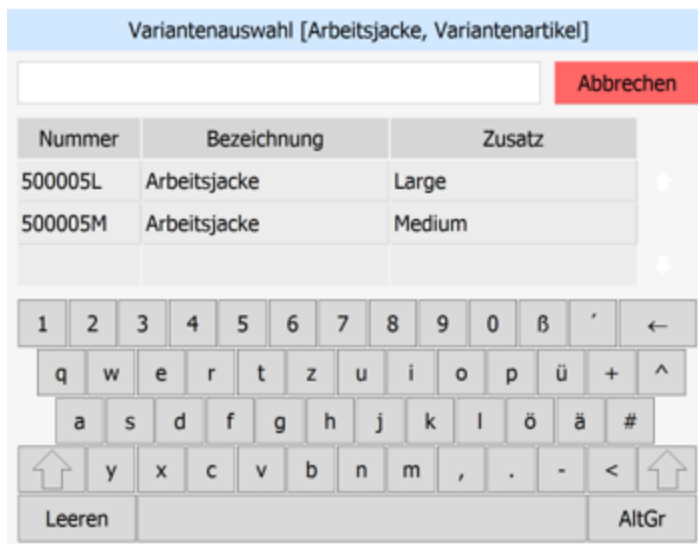 Variantenauswahl [Arbeitsjacke, Variantenartikel]
Abbrechen
Nummer Bezeichnung Zusatz
500005L Arbeitsjacke Large
500005M Arbeitsjacke Medium
1 2 3 4 5 6 7 8 9 0 ß ´ ←
q w e r t z u i o p ü + ^
a s d f g h j k l ö ä #
y x c v b n m , . - <
Leeren AltGr